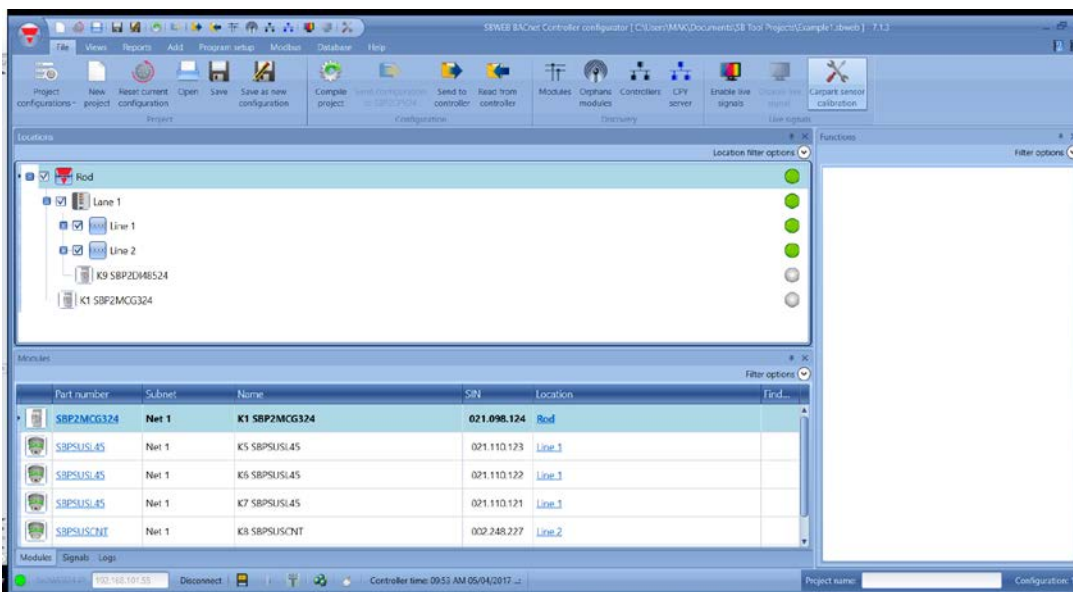 SBWEB BACnet Controller configurator [ C:\Users\MAK\Documents\SB Tool Projects\Example1.sbweb ] 7.1.3
File Views Reports Add Program setup Modbus Database Help
Project configurations New project Reset current configuration Open Save Save as new configuration Compile project Send to controller Read from controller Modules Orphans modules Controllers CPY server Enable live signals Carpark sensor calibration
Project Configuration Discovery Live signals
Locations Functions
Location filter options Filter options
Rod
Lane 1
Line 1
Line 2
K9 SBP2DI48524
K1 SBP2MCG324
Modules
Filter options
Part number Subnet Name SIN Location Find...
SBP2MCG324 Net 1 K1 SBP2MCG324 021.098.124 Rod
SBPSUSL45 Net 1 K5 SBPSUSL45 021.110.123 Line 1
SBPSUSL45 Net 1 K6 SBPSUSL45 021.110.122 Line 1
SBPSUSL45 Net 1 K7 SBPSUSL45 021.110.121 Line 1
SBPSUSCNT Net 1 K8 SBPSUSCNT 002.248.227 Line 2
Modules Signals Logs
192.168.101.55 Disconnect Controller time: 09:53 AM 05/04/2017 Project name: Configuration: